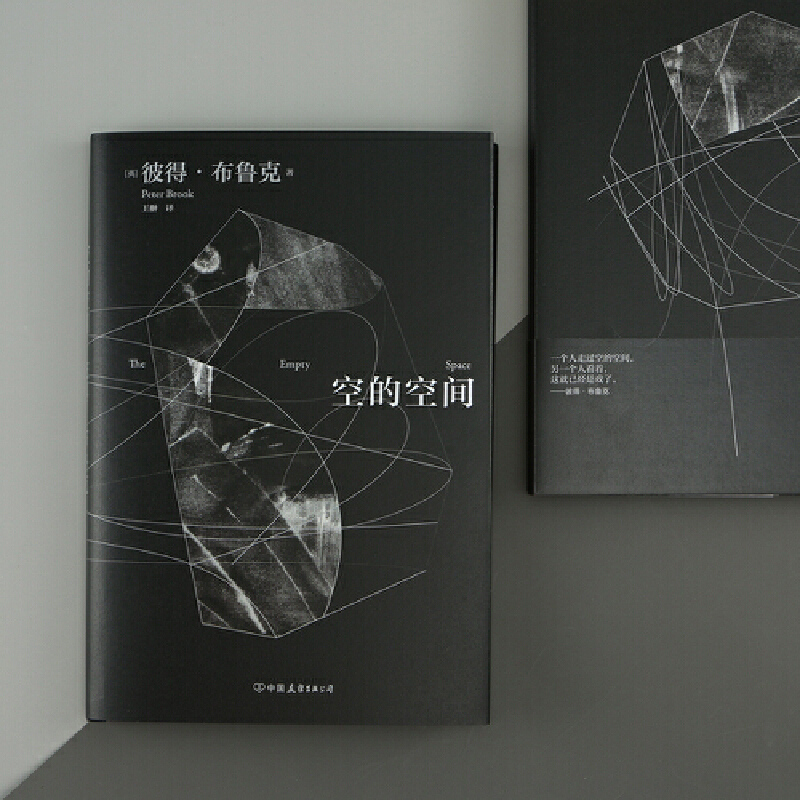 [英] 彼得·布鲁克 著
Peter Brook
王翀 译
The Empty Space
空的空间
中国友谊出版公司
一个人走过空的空间,
另一个人看着,
这就已经是戏了。
——彼得·布鲁克